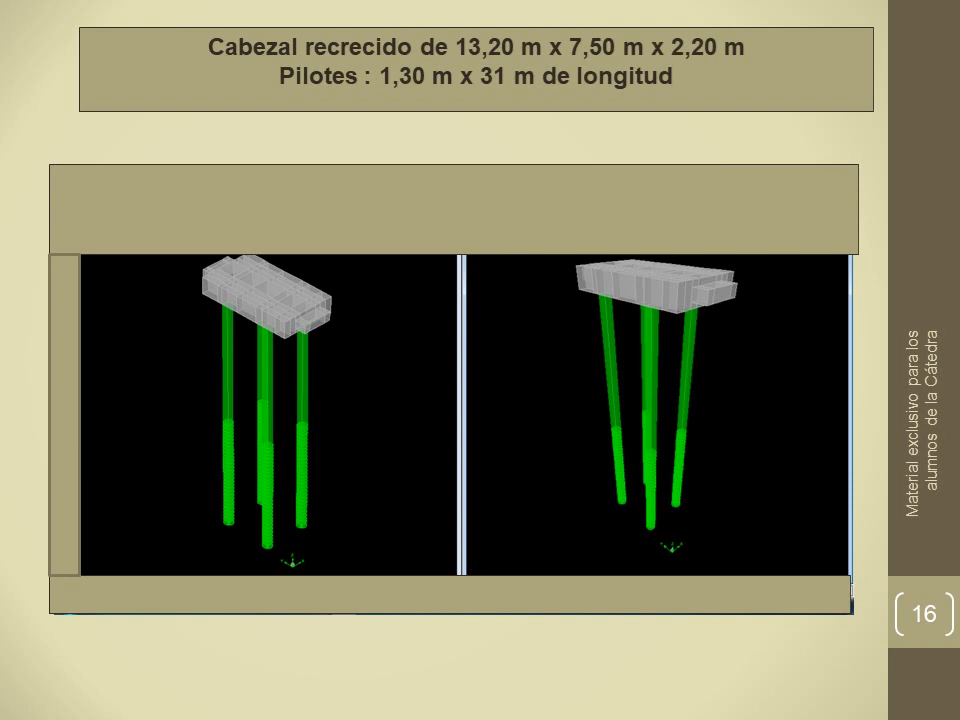 Cabezal recrecido de 13,20 m x 7,50 m x 2,20 m
Pilotes : 1,30 m x 31 m de longitud
Material exclusivo para los
alumnos de la Cátedra
16